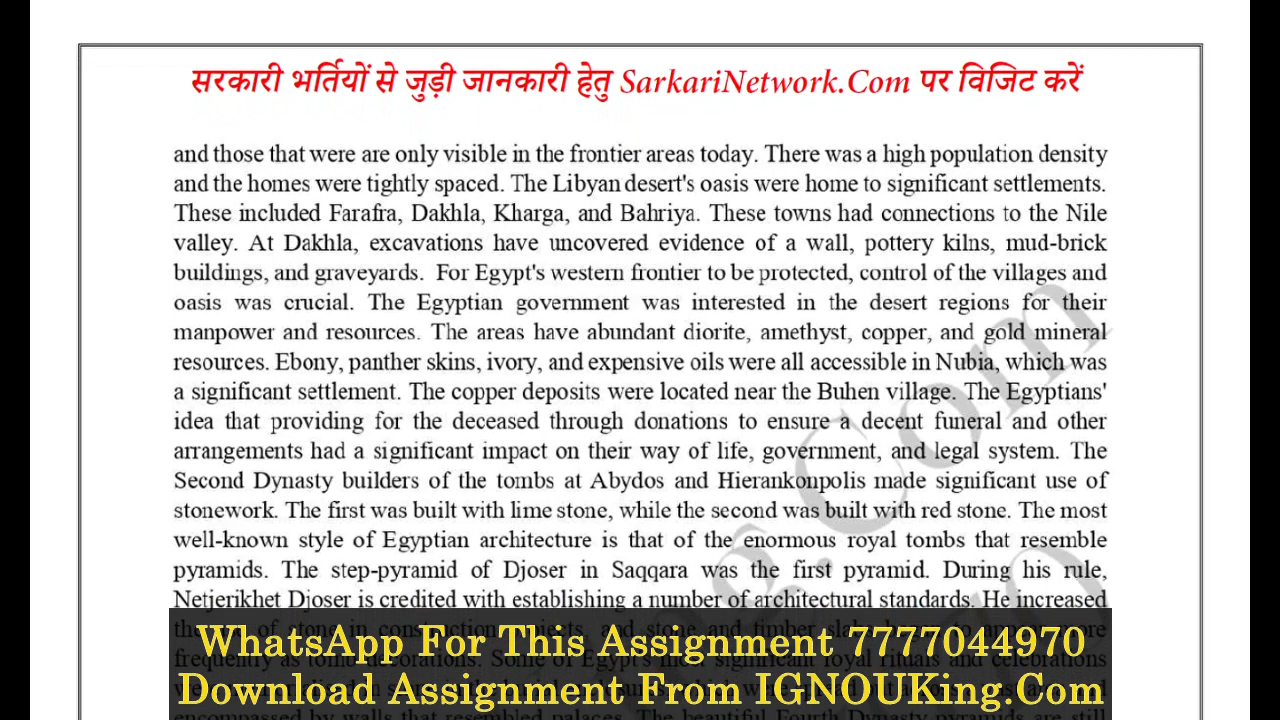 सरकारी भर्तियों से जुड़ी जानकारी हेतु SarkariNetwork.Com पर विजिट करें
and those that were are only visible in the frontier areas today. There was a high population density
and the homes were tightly spaced. The Libyan desert's oasis were home to significant settlements.
These included Farafra, Dakhla, Kharga, and Bahriya. These towns had connections to the Nile
valley. At Dakhla, excavations have uncovered evidence of a wall, pottery kilns, mud-brick
buildings, and graveyards. For Egypt's western frontier to be protected, control of the villages and
oasis was crucial. The Egyptian government was interested in the desert regions for their
manpower and resources. The areas have abundant diorite, amethyst, copper, and gold mineral
resources. Ebony, panther skins, ivory, and expensive oils were all accessible in Nubia, which was
a significant settlement. The copper deposits were located near the Buhen village. The Egyptians'
idea that providing for the deceased through donations to ensure a decent funeral and other
arrangements had a significant impact on their way of life, government, and legal system. The
Second Dynasty builders of the tombs at Abydos and Hierankonpolis made significant use of
stonework. The first was built with lime stone, while the second was built with red stone. The most
well-known style of Egyptian architecture is that of the enormous royal tombs that resemble
pyramids. The step-pyramid of Djoser in Saqqara was the first pyramid. During his rule,
Netjerikhet Djoser is credited with establishing a number of architectural standards. He increased
WhatsApp For This Assignment 7777044970
Download Assignment From IGNOUKing.Com